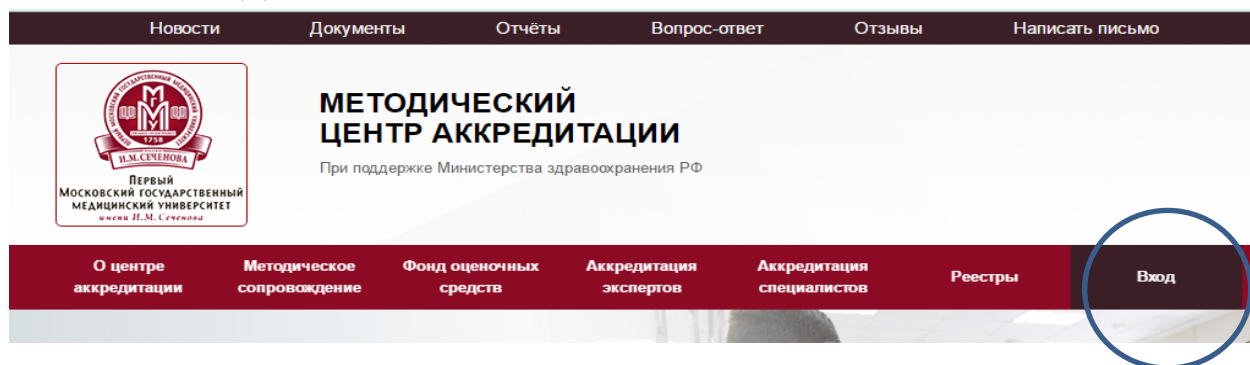 Новости Документы Отчёты Вопрос-ответ Отзывы Написать письмо
1758
И.М.СЕЧЕНОВА
ПЕРВЫЙ
МОСКОВСКИЙ ГОСУДАРСТВЕННЫЙ
МЕДИЦИНСКИЙ УНИВЕРСИТЕТ
имени И.М. Сеченова
МЕТОДИЧЕСКИЙ
ЦЕНТР АККРЕДИТАЦИИ
При поддержке Министерства здравоохранения РФ
О центре
аккредитации
Методическое
сопровождение
Фонд оценочных
средств
Аккредитация
экспертов
Аккредитация
специалистов
Реестры
Вход